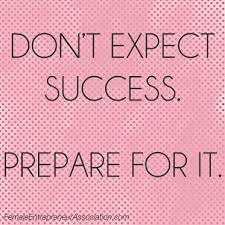 DON'T EXPECT
SUCCESS.
PREPARE FOR IT.
FemaleEntrepreneurAssociation.com